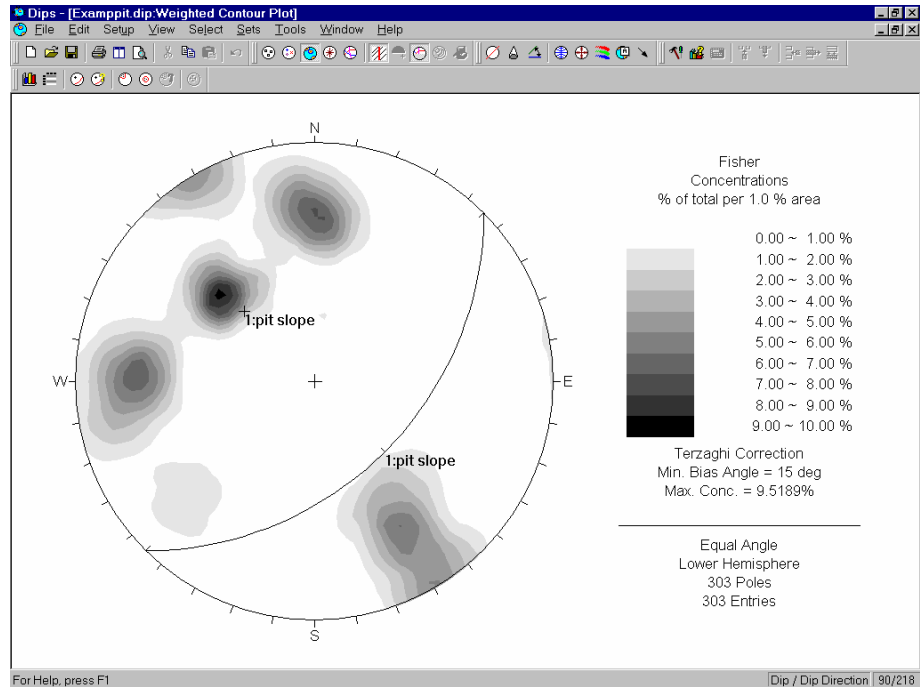 Dips - [Examppit.dip:Weighted Contour Plot]
File Edit Setup View Select Sets Tools Window Help
N
W
E
S
1:pit slope
1:pit slope
Fisher
Concentrations
% of total per 1.0 % area
0.00 ~ 1.00 %
1.00 ~ 2.00 %
2.00 ~ 3.00 %
3.00 ~ 4.00 %
4.00 ~ 5.00 %
5.00 ~ 6.00 %
6.00 ~ 7.00 %
7.00 ~ 8.00 %
8.00 ~ 9.00 %
9.00 ~ 10.00 %
Terzaghi Correction
Min. Bias Angle = 15 deg
Max. Conc. = 9.5189%
Equal Angle
Lower Hemisphere
303 Poles
303 Entries
For Help, press F1
Dip / Dip Direction 90/218